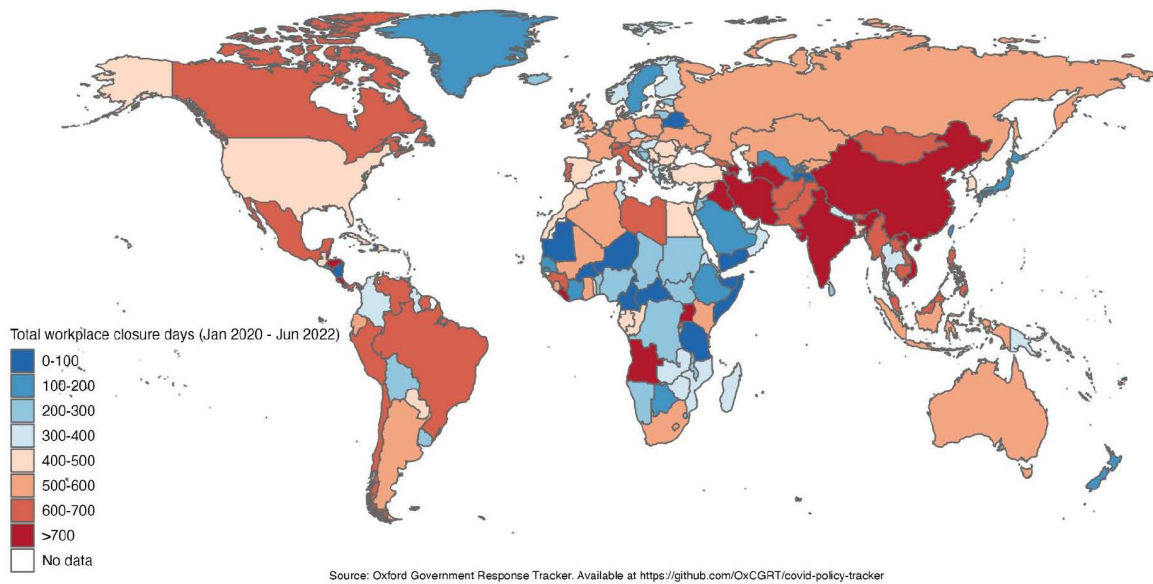 Total workplace closure days (Jan 2020 - Jun 2022)
0-100
100-200
200-300
300-400
400-500
500-600
600-700
>700
No data
Source: Oxford Government Response Tracker. Available at https://github.com/OxCGRT/covid-policy-tracker